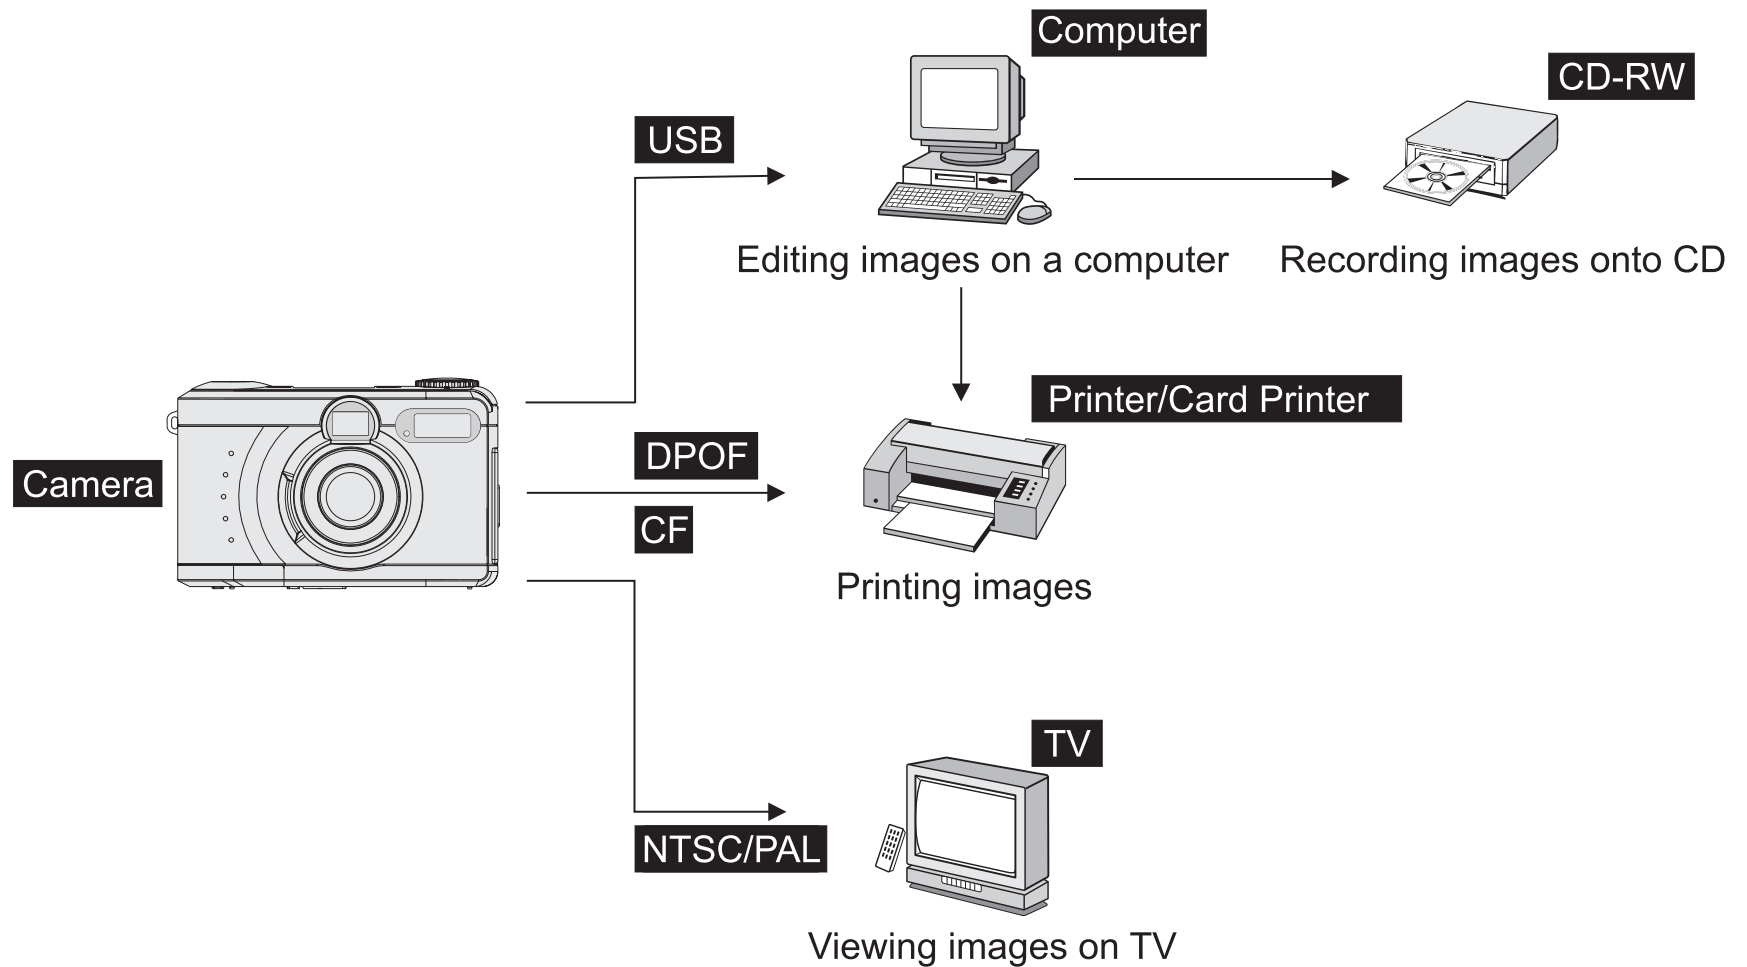 Computer
CD-RW
USB
Editing images on a computer
Recording images onto CD
Printer/Card Printer
DPOF
Camera
CF
Printing images
TV
NTSC/PAL
Viewing images on TV